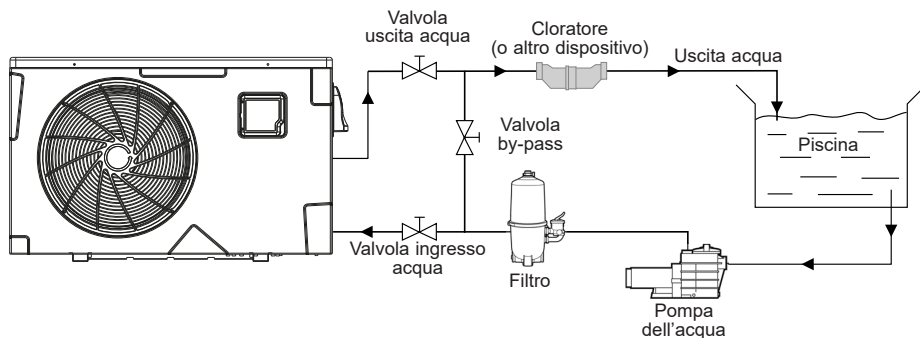 Valvola
uscita acqua
Cloratore
(o altro dispositivo)
Uscita acqua
Valvola
by-pass
Piscina
Valvola ingresso
acqua
Filtro
Pompa
dell'acqua